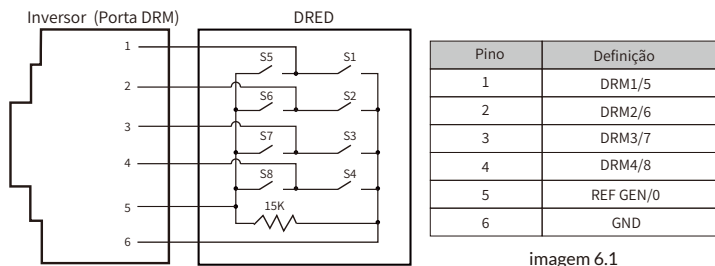 Inversor (Porta DRM)
DRED
1
2
3
4
5
6
S5
S1
S6
S2
S7
S3
S8
S4
15K
Pino Definição
1 DRM1/5
2 DRM2/6
3 DRM3/7
4 DRM4/8
5 REF GEN/0
6 GND
imagem 6.1